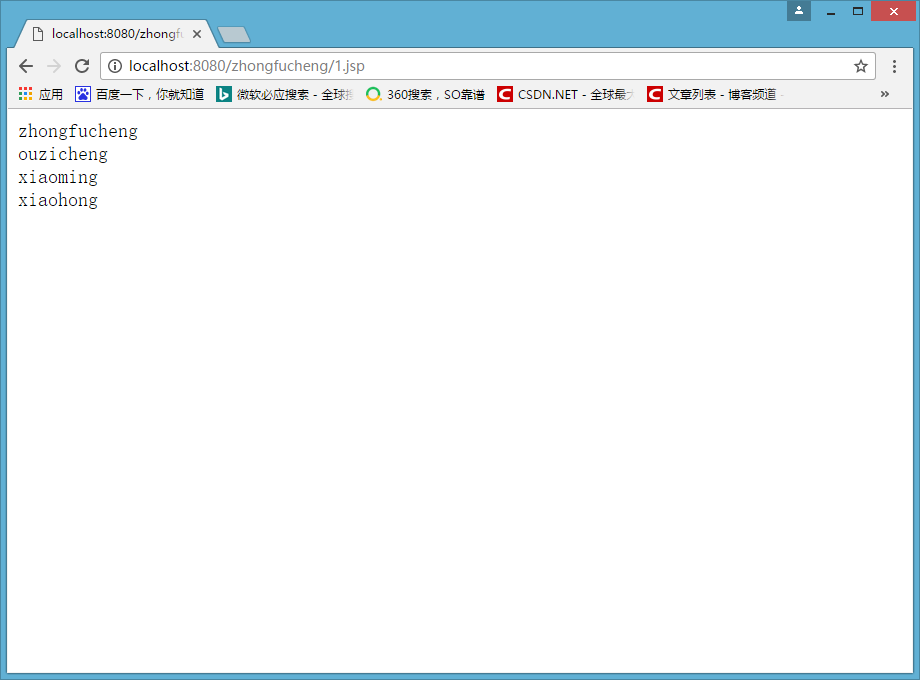 localhost:8080/zhongfu
localhost:8080/zhongfucheng/1.jsp
应用 百度一下，你就知道 微软必应搜索 - 全球 360搜索，SO靠谱 CSDN.NET - 全球最大 文章列表 - 博客频道 -
zhongfucheng
ouzicheng
xiaoming
xiaohong